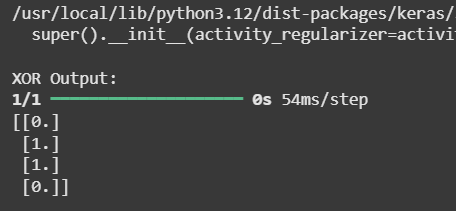 /usr/local/lib/python3.12/dist-packages/keras/
super().__init__(activity_regularizer=activi
XOR Output:
1/1 ━━━━━━━━━━━━━━━━━━━━ 0s 54ms/step
[[0.]
[1.]
[1.]
[0.]]